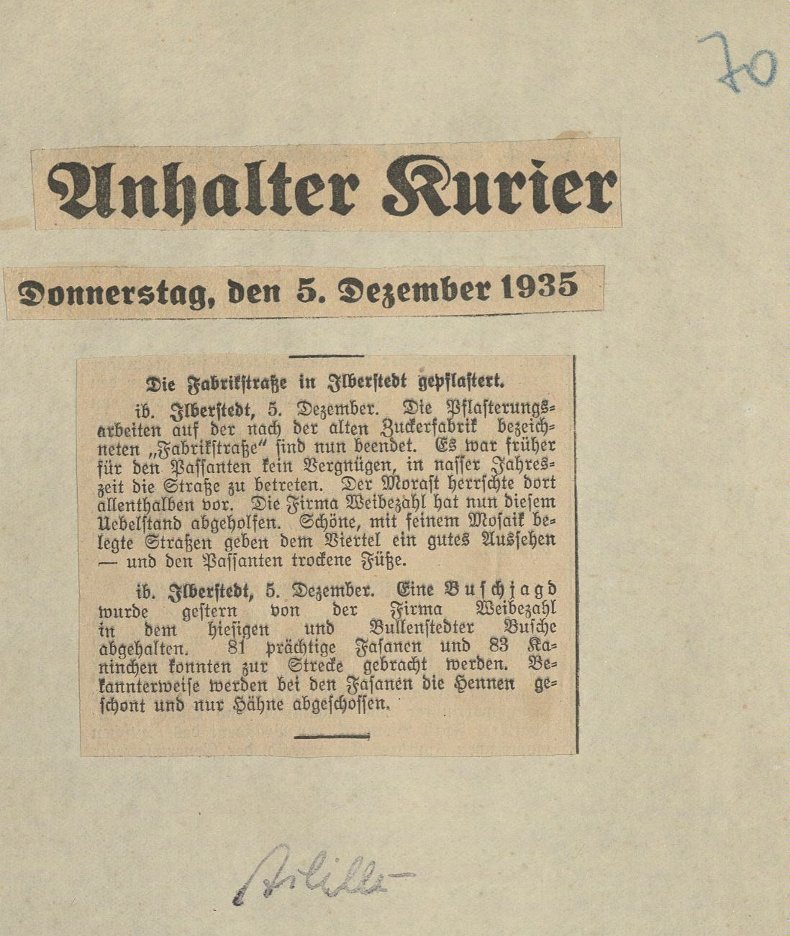 70
Anhalter Kurier
Donnerstag, den 5. Dezember 1935
Die Fabrikstraße in Ilberstedt gepflastert.
ib. Ilberstedt, 5. Dezember. Die Pflasterungs-
arbeiten auf der nach der alten Zuckerfabrik bezeich-
neten „Fabrikstraße“ sind nun beendet. Es war früher
für den Passanten kein Vergnügen, in nasser Jahres-
zeit die Straße zu betreten. Der Morast herrschte dort
allenthalben vor. Die Firma Weibezahl hat nun diesem
Uebelstand abgeholfen. Schöne, mit feinem Mosaik be-
legte Straßen geben dem Viertel ein gutes Aussehen
— und den Passanten trockene Füße.
ib. Ilberstedt, 5. Dezember. Eine Buschjagd
wurde gestern von der Firma Weibezahl
in dem hiesigen und Bullenstedter Busche
abgehalten. 81 prächtige Fasanen und 83 Ka-
ninchen konnten zur Strecke gebracht werden. Be-
kannterweise werden bei den Fasanen die Hennen ge-
schont und nur Hähne abgeschossen.